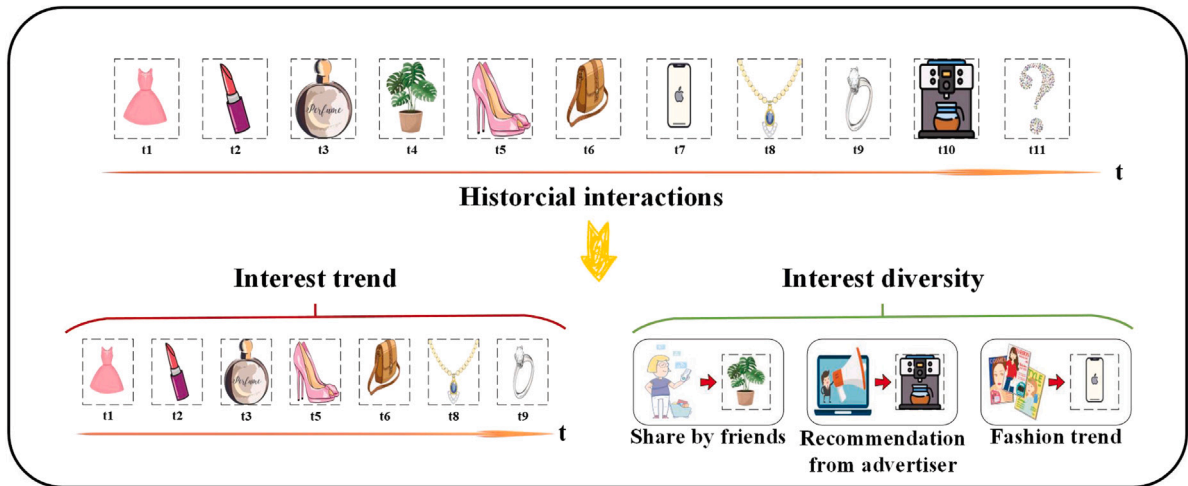 Perfume
t1 t2 t3 t4 t5 t6 t7 t8 t9 t10 t11
t
Historcial interactions
Interest trend
Interest diversity
Perfume
t1 t2 t3 t5 t6 t8 t9
t
Share by friends
Recommendation
from advertiser
Fashion trend